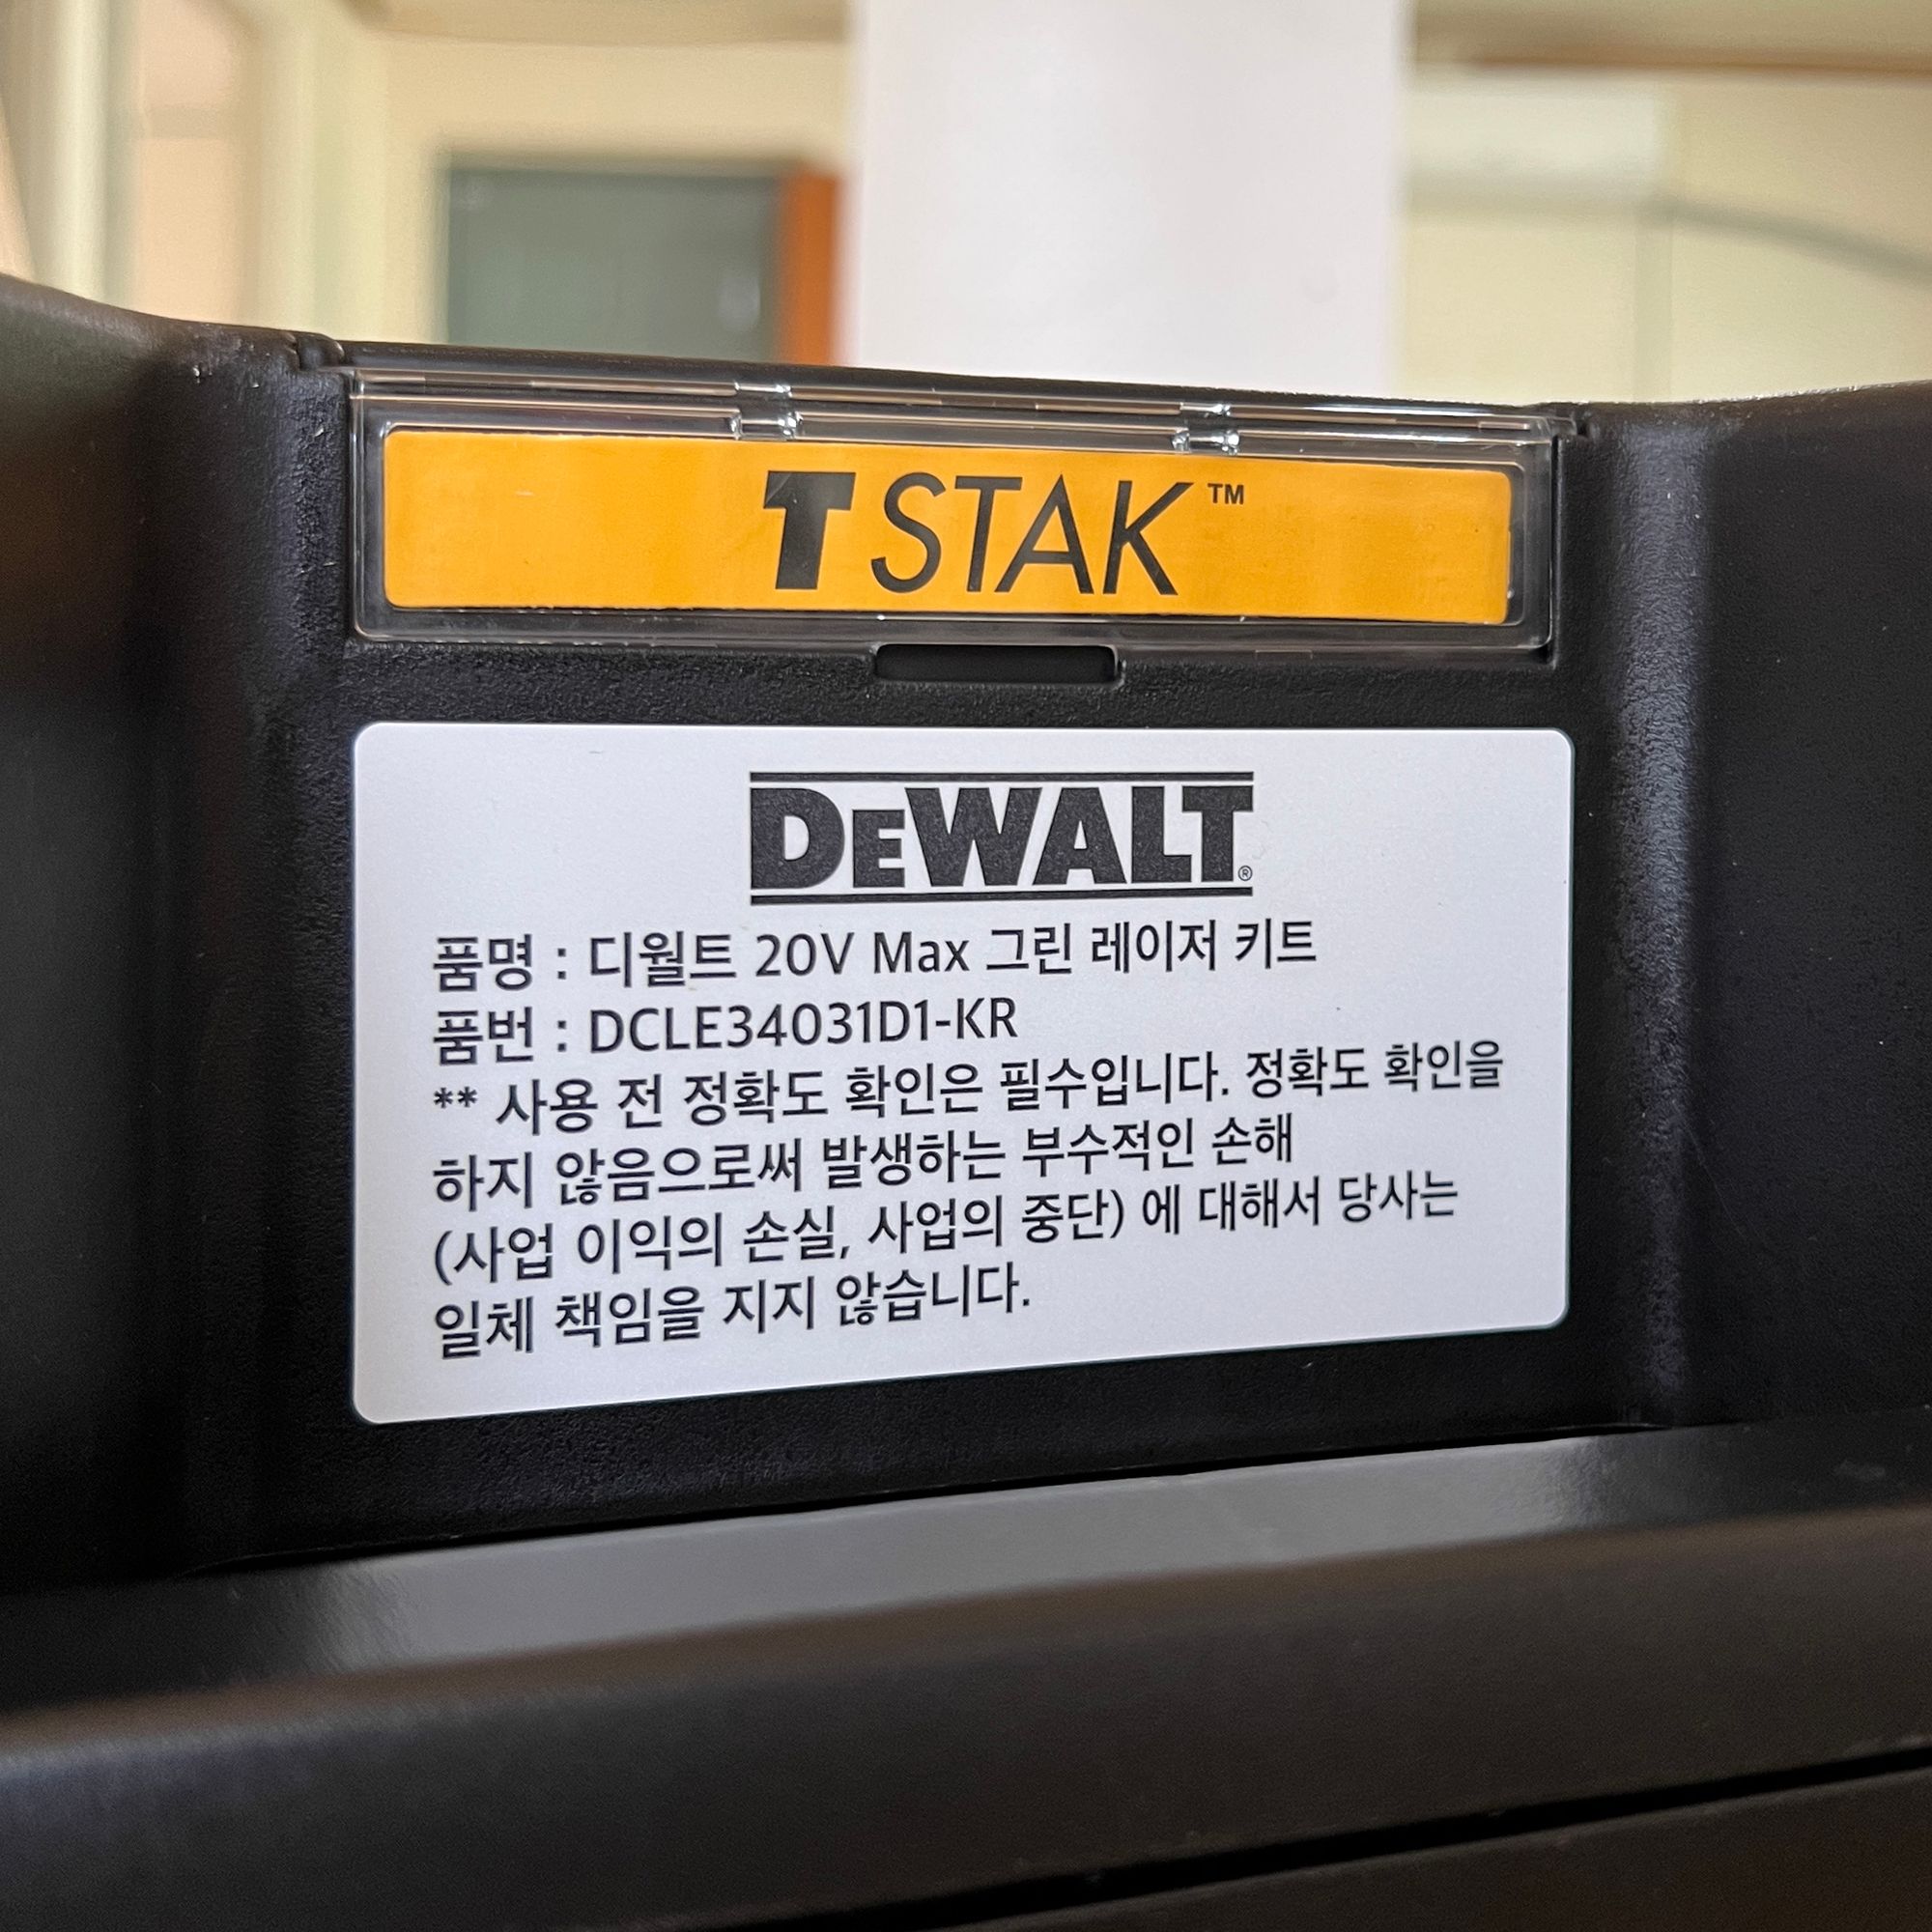 T STAK™
DEWALT®
품명 : 디월트 20V Max 그린 레이저 키트
품번 : DCLE34031D1-KR
** 사용 전 정확도 확인은 필수입니다. 정확도 확인을
하지 않음으로써 발생하는 부수적인 손해
(사업 이익의 손실, 사업의 중단) 에 대해서 당사는
일체 책임을 지지 않습니다.